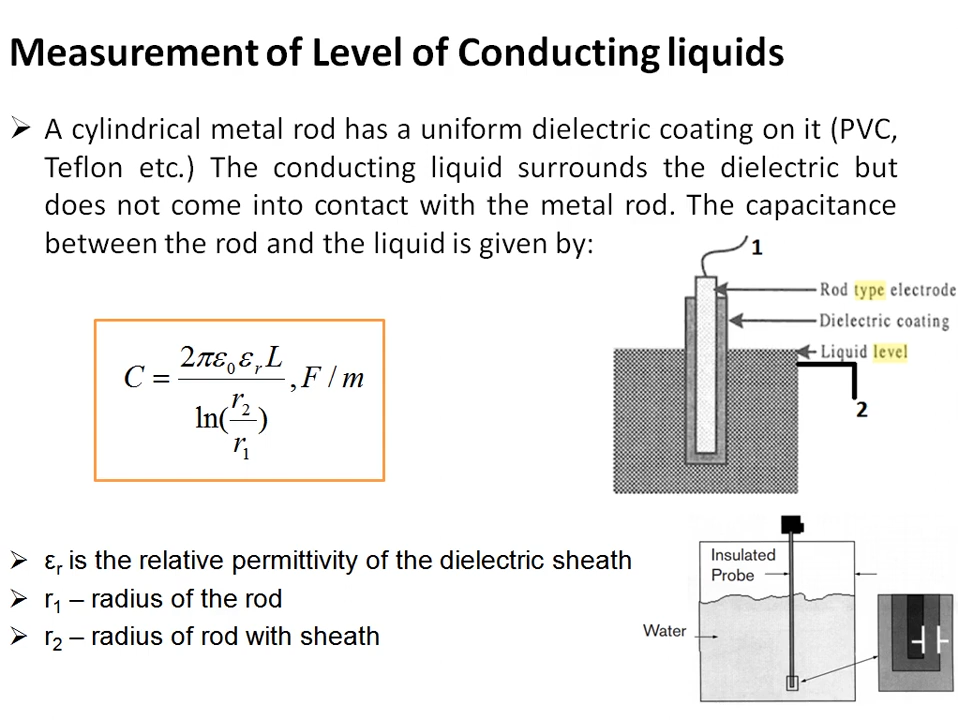 Measurement of Level of Conducting liquids
➢ A cylindrical metal rod has a uniform dielectric coating on it (PVC,
Teflon etc.) The conducting liquid surrounds the dielectric but
does not come into contact with the metal rod. The capacitance
between the rod and the liquid is given by:
1
Rod type electrode
Dielectric coating
Liquid level
2
C = 2πε₀εᵣL / ln(r₂/r₁), F / m
➢ εᵣ is the relative permittivity of the dielectric sheath
➢ r₁ – radius of the rod
➢ r₂ – radius of rod with sheath
Insulated
Probe
Water